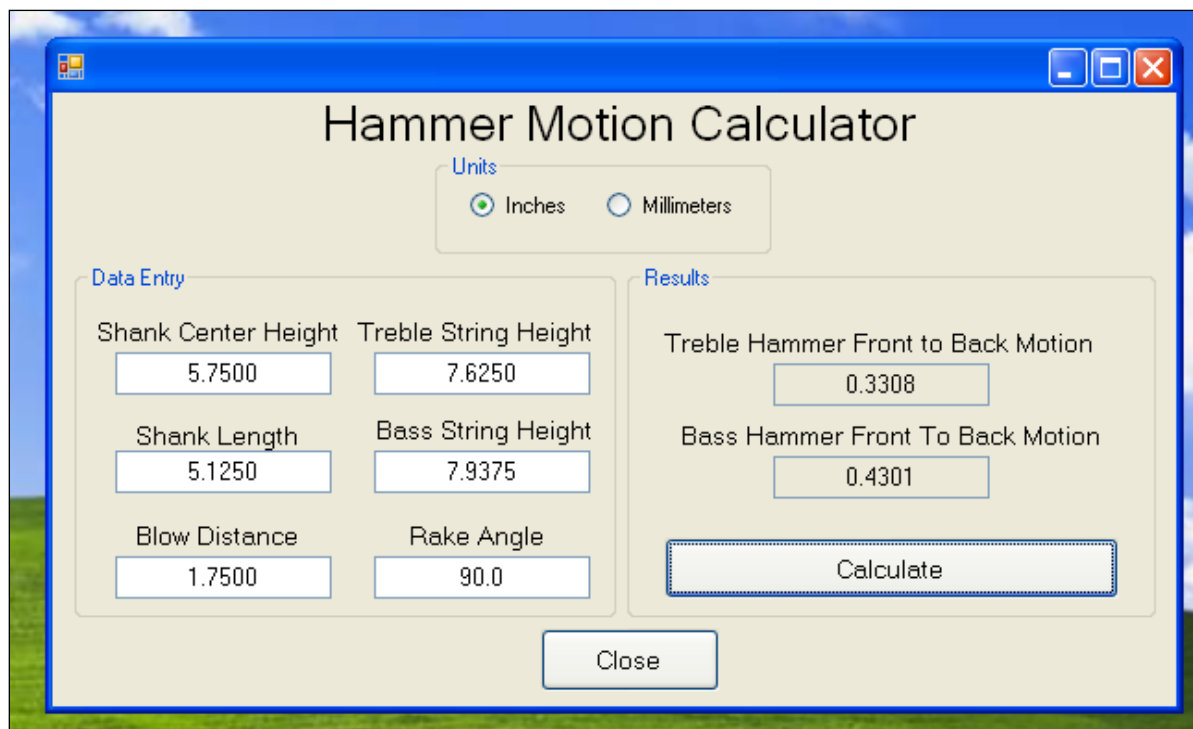 Hammer Motion Calculator
Units
Inches Millimeters
Data Entry
Shank Center Height Treble String Height
5.7500 7.6250
Shank Length Bass String Height
5.1250 7.9375
Blow Distance Rake Angle
1.7500 90.0
Results
Treble Hammer Front to Back Motion
0.3308
Bass Hammer Front To Back Motion
0.4301
Calculate
Close